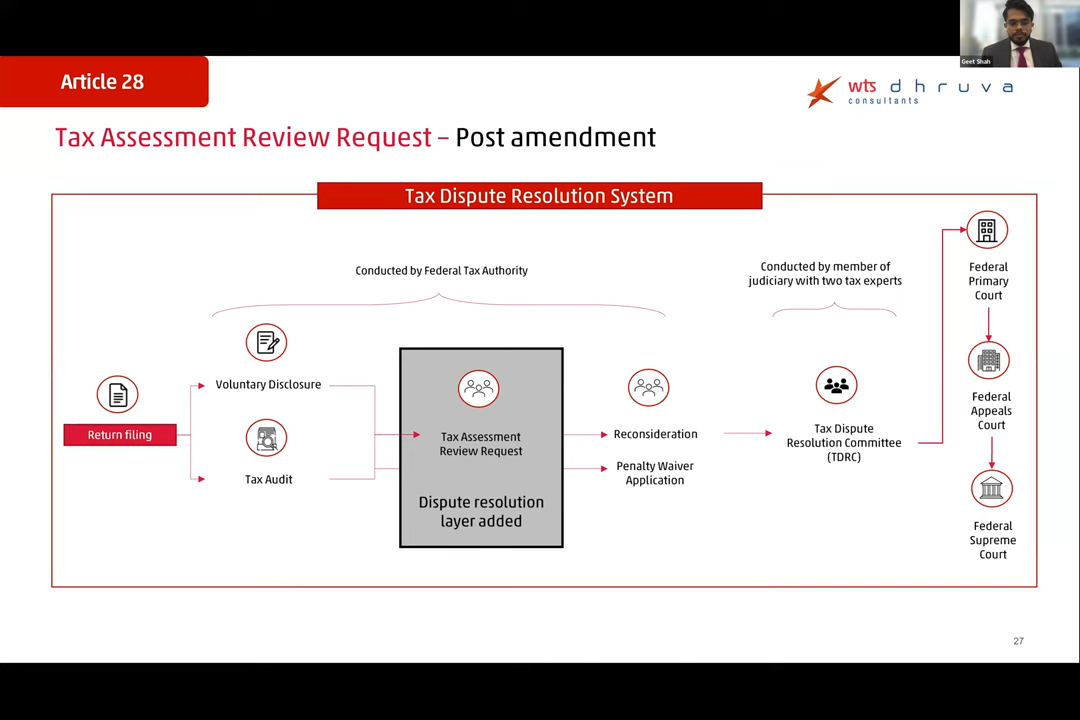 Geet Shah
Article 28
wts dhruva
consultants
Tax Assessment Review Request – Post amendment
Tax Dispute Resolution System
Conducted by Federal Tax Authority
Conducted by member of
judiciary with two tax experts
Return filing
Voluntary Disclosure
Tax Audit
Tax Assessment
Review Request
Dispute resolution
layer added
Reconsideration
Penalty Waiver
Application
Tax Dispute
Resolution Committee
(TDRC)
Federal
Primary
Court
Federal
Appeals
Court
Federal
Supreme
Court
27